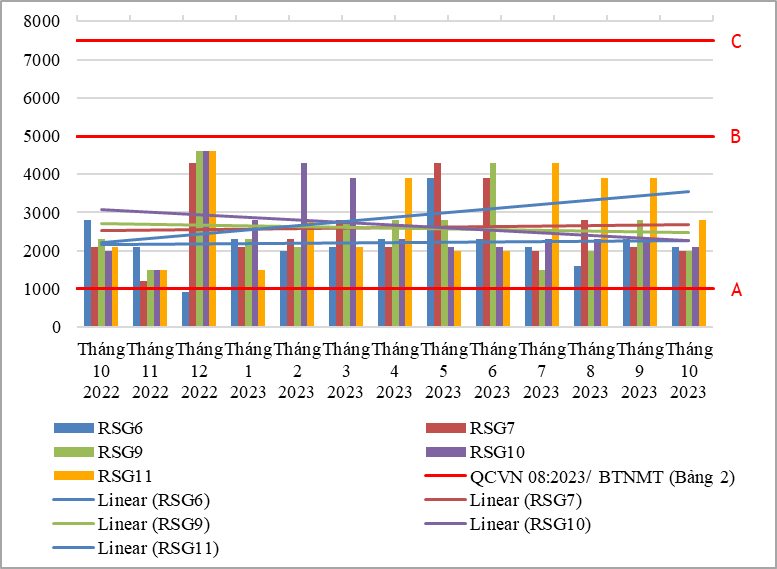 8000
7000
6000
5000
4000
3000
2000
1000
0
C
B
A
Tháng 10 2022
Tháng 11 2022
Tháng 12 2022
Tháng 1 2023
Tháng 2 2023
Tháng 3 2023
Tháng 4 2023
Tháng 5 2023
Tháng 6 2023
Tháng 7 2023
Tháng 8 2023
Tháng 9 2023
Tháng 10 2023
RSG6
RSG7
RSG9
RSG10
RSG11
QCVN 08:2023/ BTNMT (Bảng 2)
Linear (RSG6)
Linear (RSG7)
Linear (RSG9)
Linear (RSG10)
Linear (RSG11)